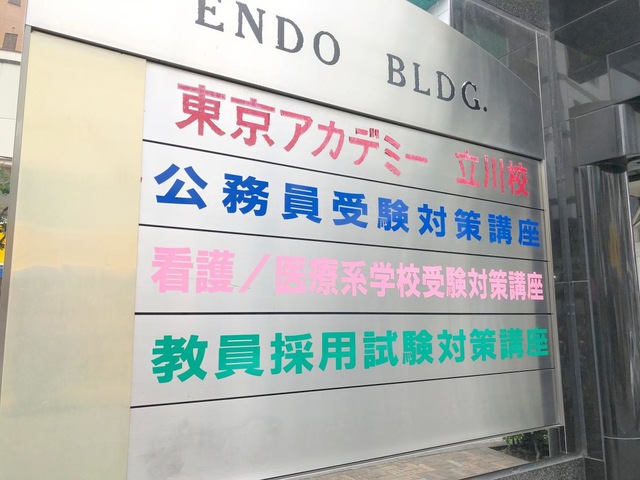 ENDO BLDG.
東京アカデミー 立川校
公務員受験対策講座
看護／医療系学校受験対策講座
教員採用試験対策講座